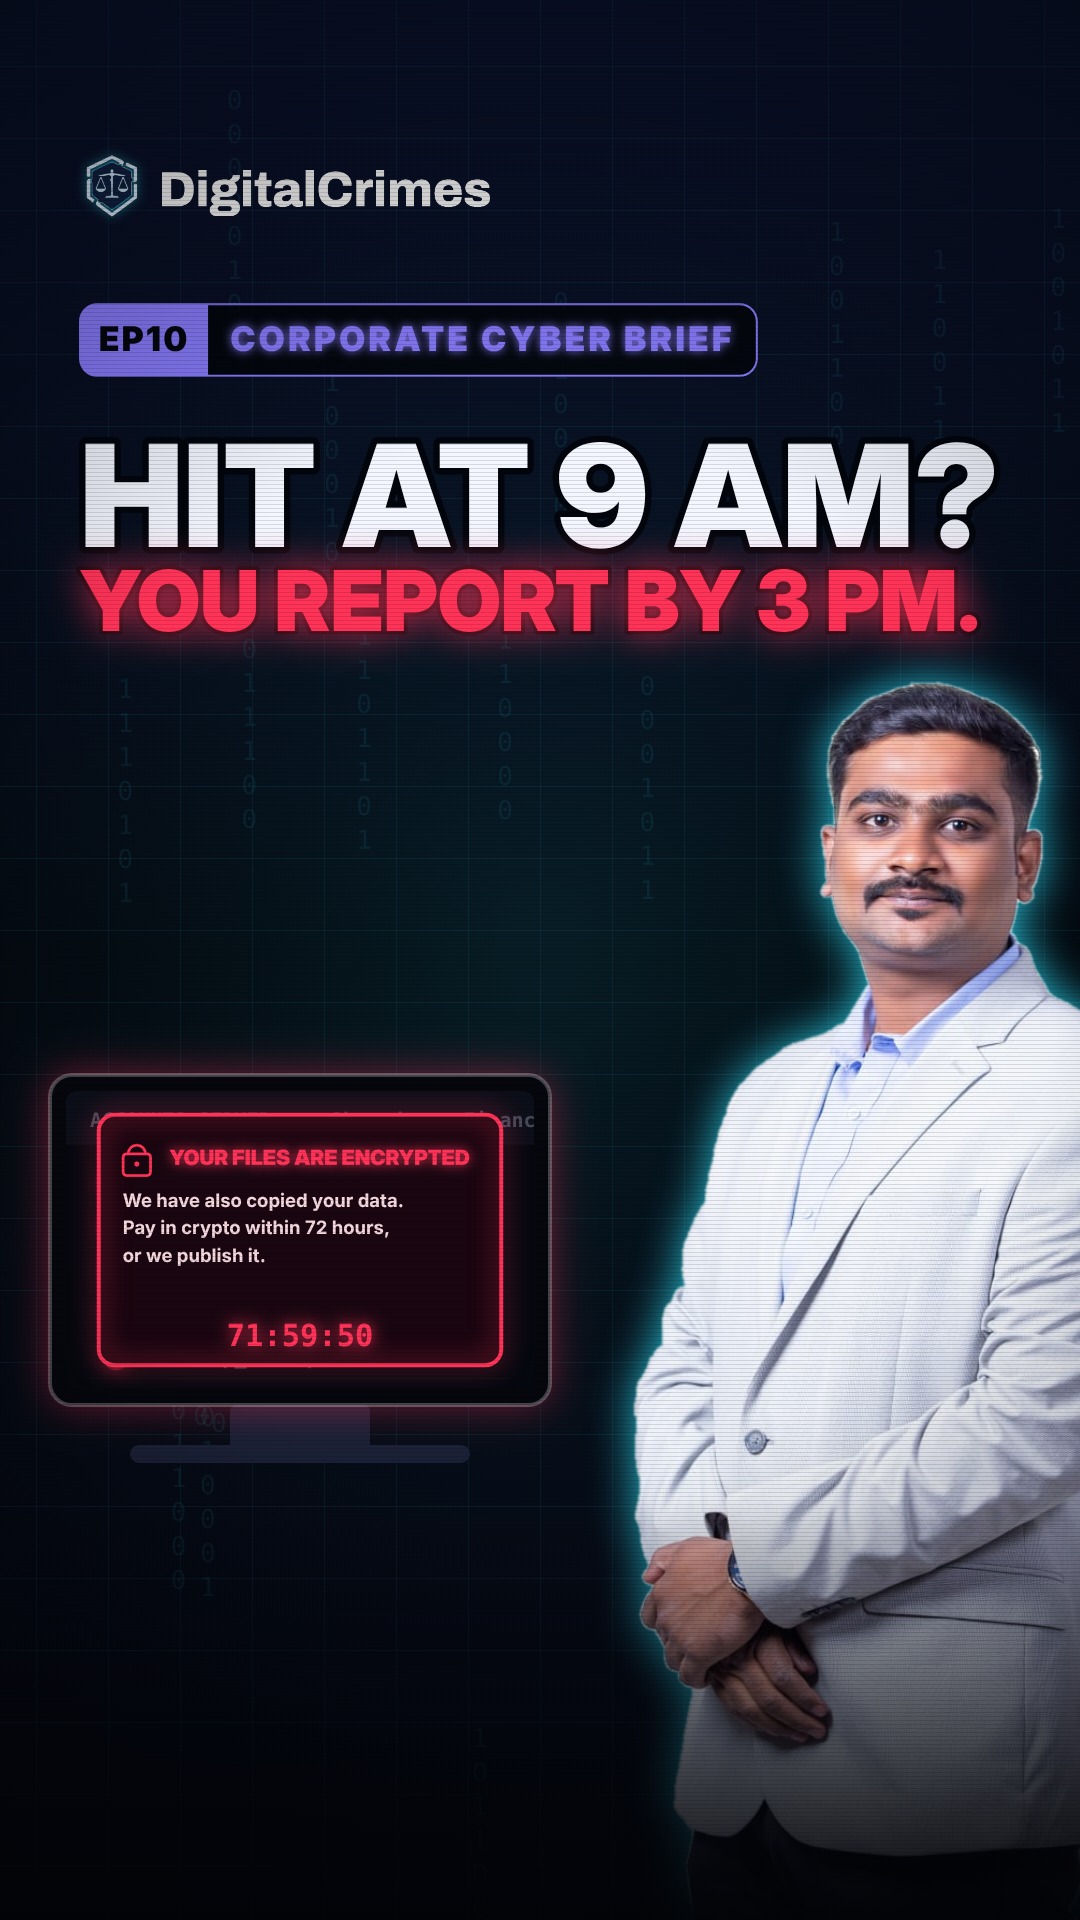 DigitalCrimes
EP10 CORPORATE CYBER BRIEF
HIT AT 9 AM?
YOU REPORT BY 3 PM.
YOUR FILES ARE ENCRYPTED
We have also copied your data.
Pay in crypto within 72 hours,
or we publish it.
71:59:50